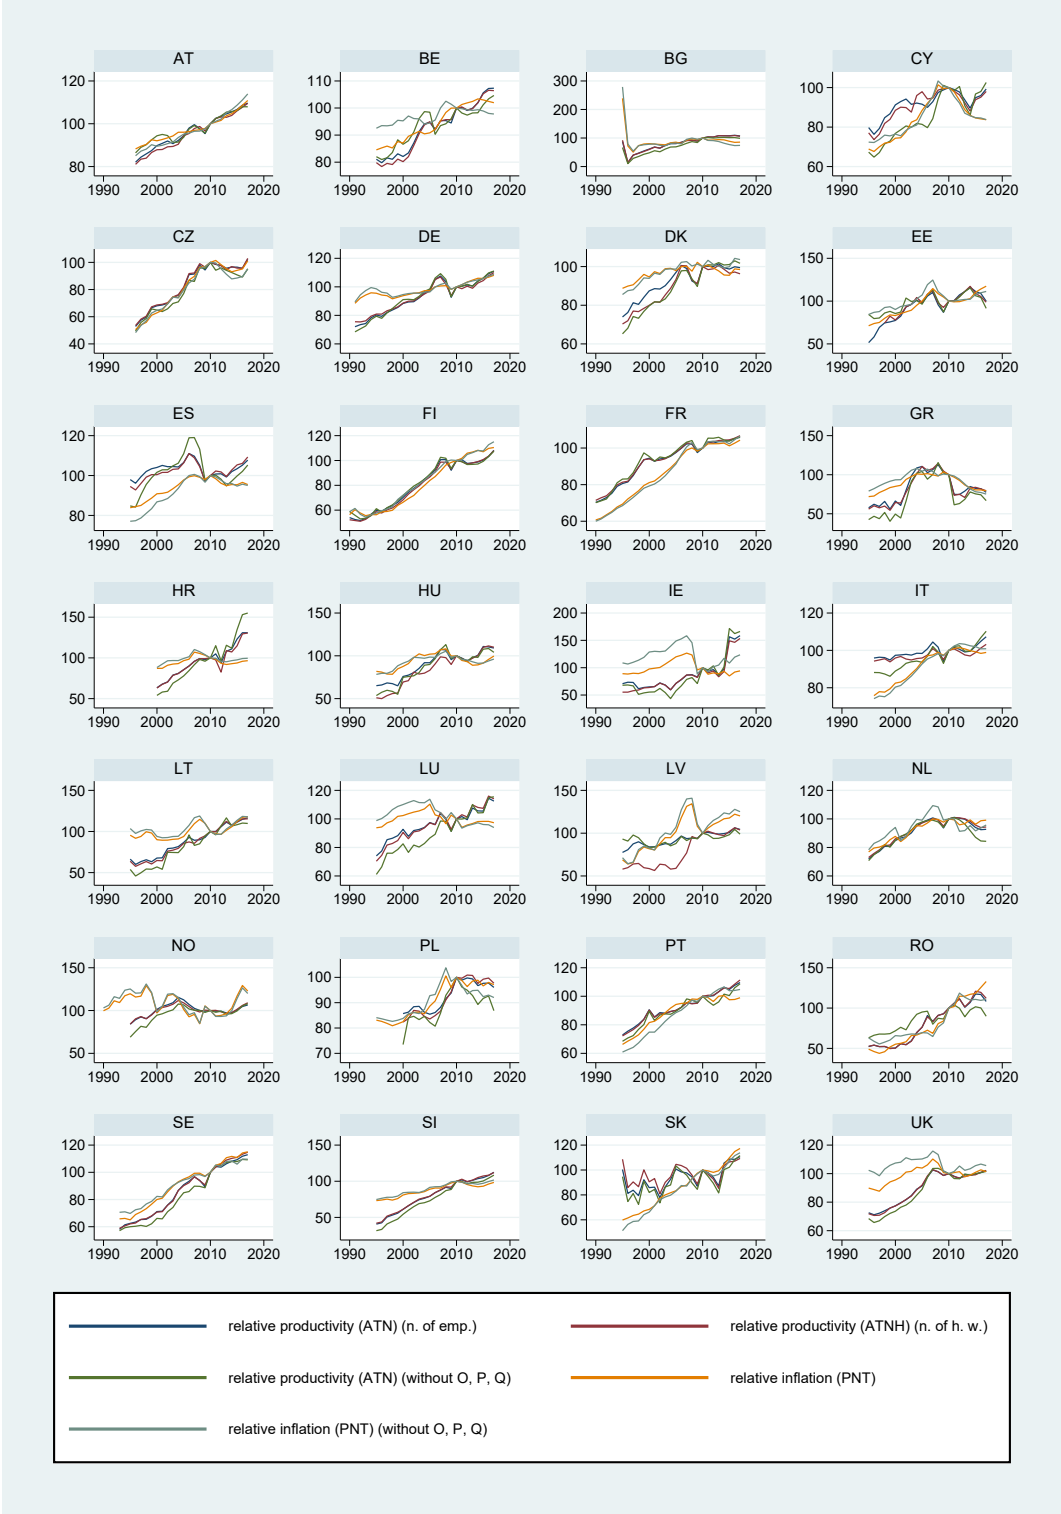 AT BE BG CY
120 110 300 100
100 100 200 80
80 90 100 60
80 0
1990 2000 2010 2020 1990 2000 2010 2020 1990 2000 2010 2020 1990 2000 2010 2020
CZ DE DK EE
100 120 100 150
80 100 80 100
60 80 60 50
40 60
1990 2000 2010 2020 1990 2000 2010 2020 1990 2000 2010 2020 1990 2000 2010 2020
ES FI FR GR
120 120 100 150
100 100 80 100
80 80 60 50
60
1990 2000 2010 2020 1990 2000 2010 2020 1990 2000 2010 2020 1990 2000 2010 2020
HR HU IE IT
150 150 200 120
100 100 150 100
50 50 100 80
50
1990 2000 2010 2020 1990 2000 2010 2020 1990 2000 2010 2020 1990 2000 2010 2020
LT LU LV NL
150 120 150 120
100 100 100 100
50 80 50 80
60 60
1990 2000 2010 2020 1990 2000 2010 2020 1990 2000 2010 2020 1990 2000 2010 2020
NO PL PT RO
150 100 120 150
100 90 100 100
50 80 80 50
70 60
1990 2000 2010 2020 1990 2000 2010 2020 1990 2000 2010 2020 1990 2000 2010 2020
SE SI SK UK
120 150 120 120
100 100 100 100
80 50 80 80
60 60 60
1990 2000 2010 2020 1990 2000 2010 2020 1990 2000 2010 2020 1990 2000 2010 2020
relative productivity (ATN) (n. of emp.) relative productivity (ATNH) (n. of h. w.)
relative productivity (ATN) (without O, P, Q) relative inflation (PNT)
relative inflation (PNT) (without O, P, Q)